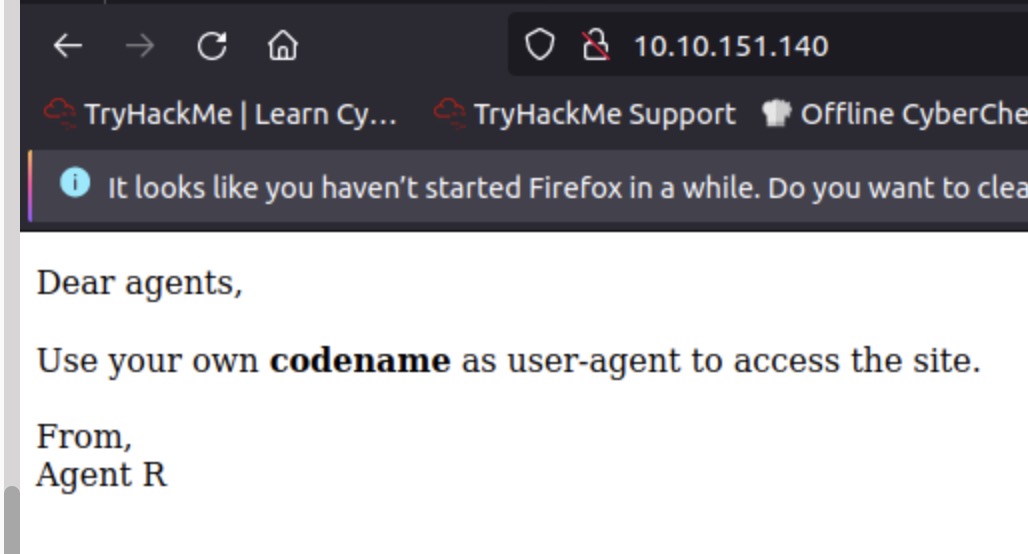 10.10.151.140
TryHackMe | Learn Cy... TryHackMe Support Offline CyberChe
It looks like you haven't started Firefox in a while. Do you want to clea
Dear agents,
Use your own codename as user-agent to access the site.
From,
Agent R